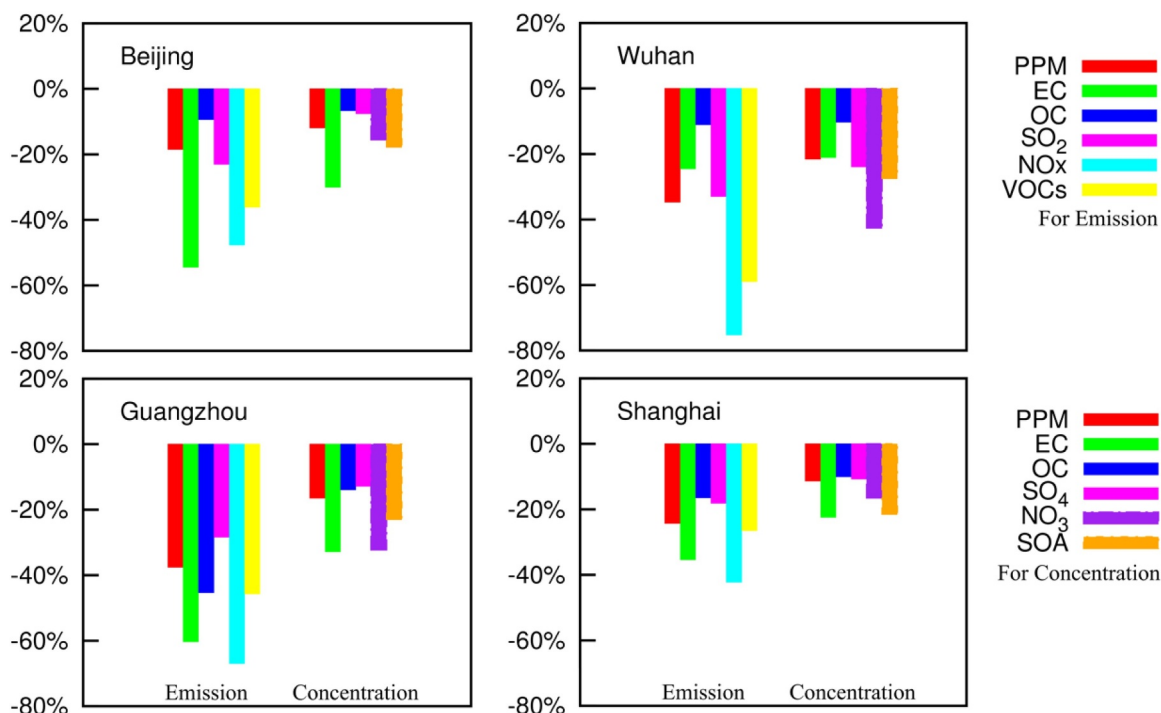 20%
0%
-20%
-40%
-60%
-80%
Beijing
20%
0%
-20%
-40%
-60%
-80%
Wuhan
PPM
EC
OC
SO₂
NOx
VOCs
For Emission
20%
0%
-20%
-40%
-60%
-80%
Guangzhou
Emission Concentration
20%
0%
-20%
-40%
-60%
-80%
Shanghai
Emission Concentration
PPM
EC
OC
SO₄
NO₃
SOA
For Concentration